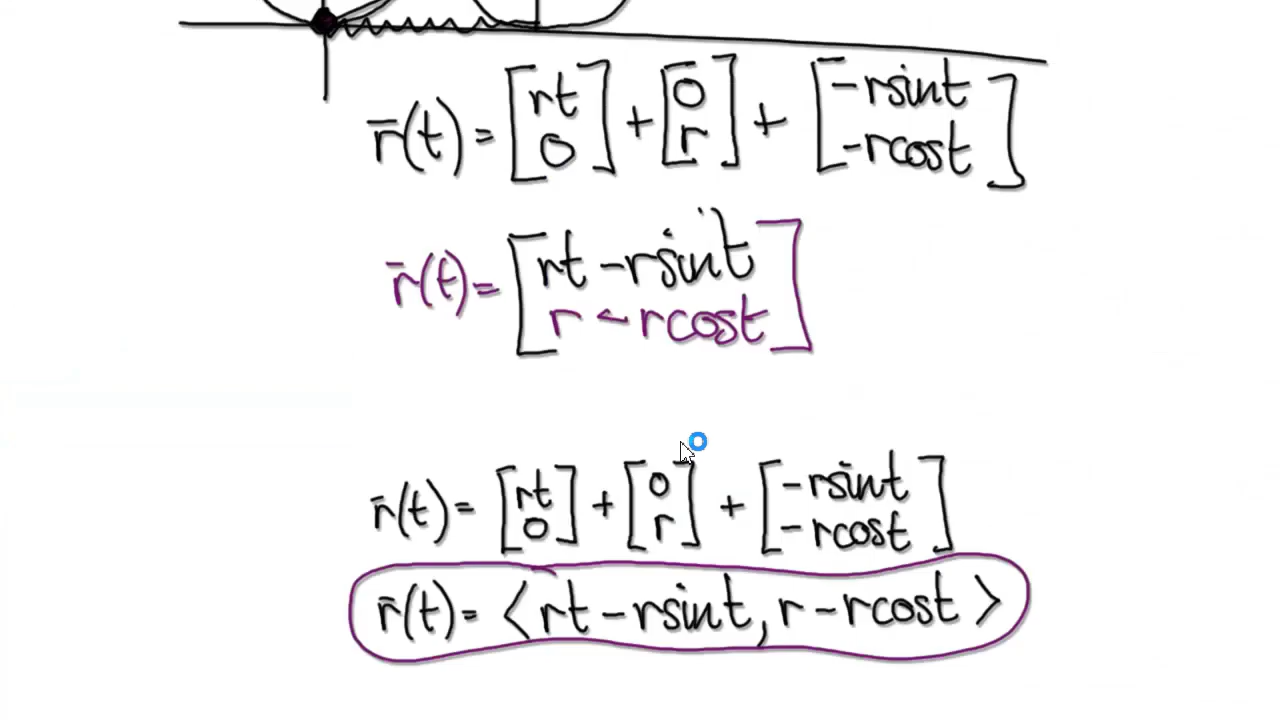 r̄(t) = [rt 0] + [0 r] + [-rsint -rcost]
r̄(t) = [rt - rsint r - rcost]
r̄(t) = [rt 0] + [0 r] + [-rsint -rcost]
r̄(t) = ⟨rt - rsint, r - rcost⟩